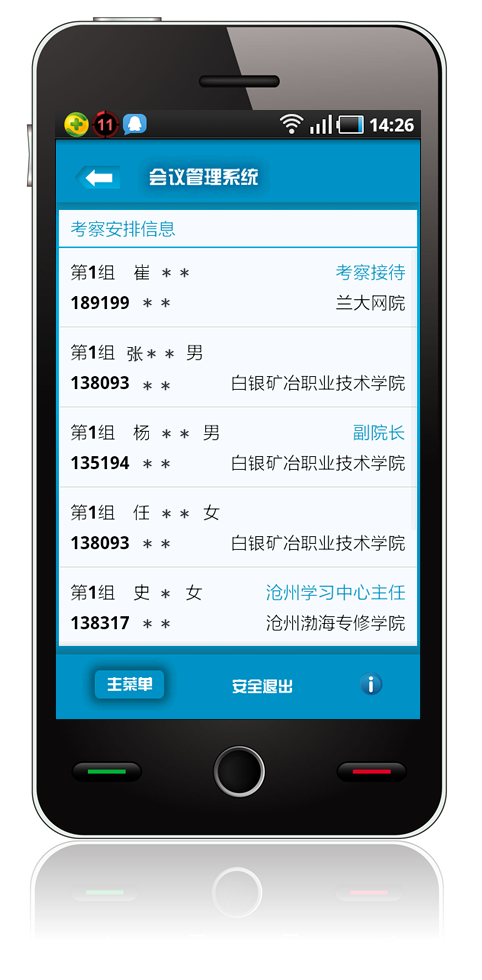 11 14:26
会议管理系统
考察安排信息
第1组 崔 ＊＊ 考察接待
189199 ＊＊ 兰大网院
第1组 张＊＊ 男
138093 ＊＊ 白银矿冶职业技术学院
第1组 杨 ＊＊ 男 副院长
135194 ＊＊ 白银矿冶职业技术学院
第1组 任 ＊＊ 女
138093 ＊＊ 白银矿冶职业技术学院
第1组 史 ＊ 女 沧州学习中心主任
138317 ＊＊ 沧州渤海专修学院
主菜单 安全退出 i